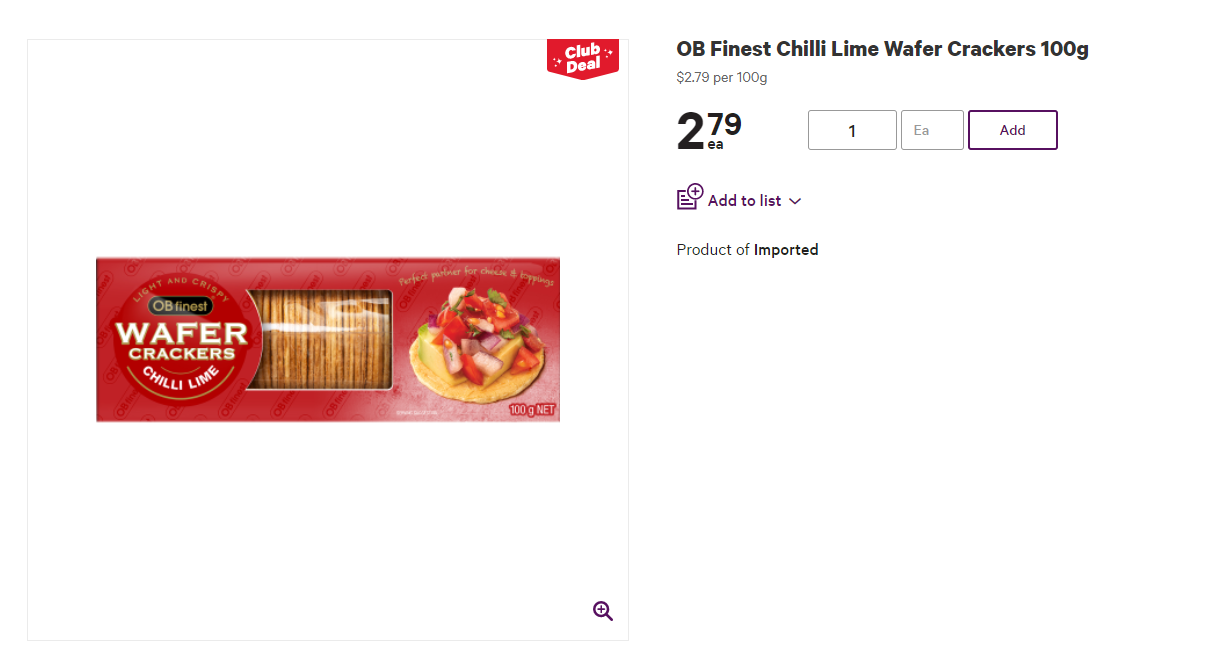 Club
Deal
OB Finest Chilli Lime Wafer Crackers 100g
$2.79 per 100g
2 79
ea
1
Ea
Add
Add to list
Product of Imported
LIGHT AND CRISPY
OB finest
WAFER
CRACKERS
CHILLI LIME
Perfect partner for cheese & toppings
100 g NET